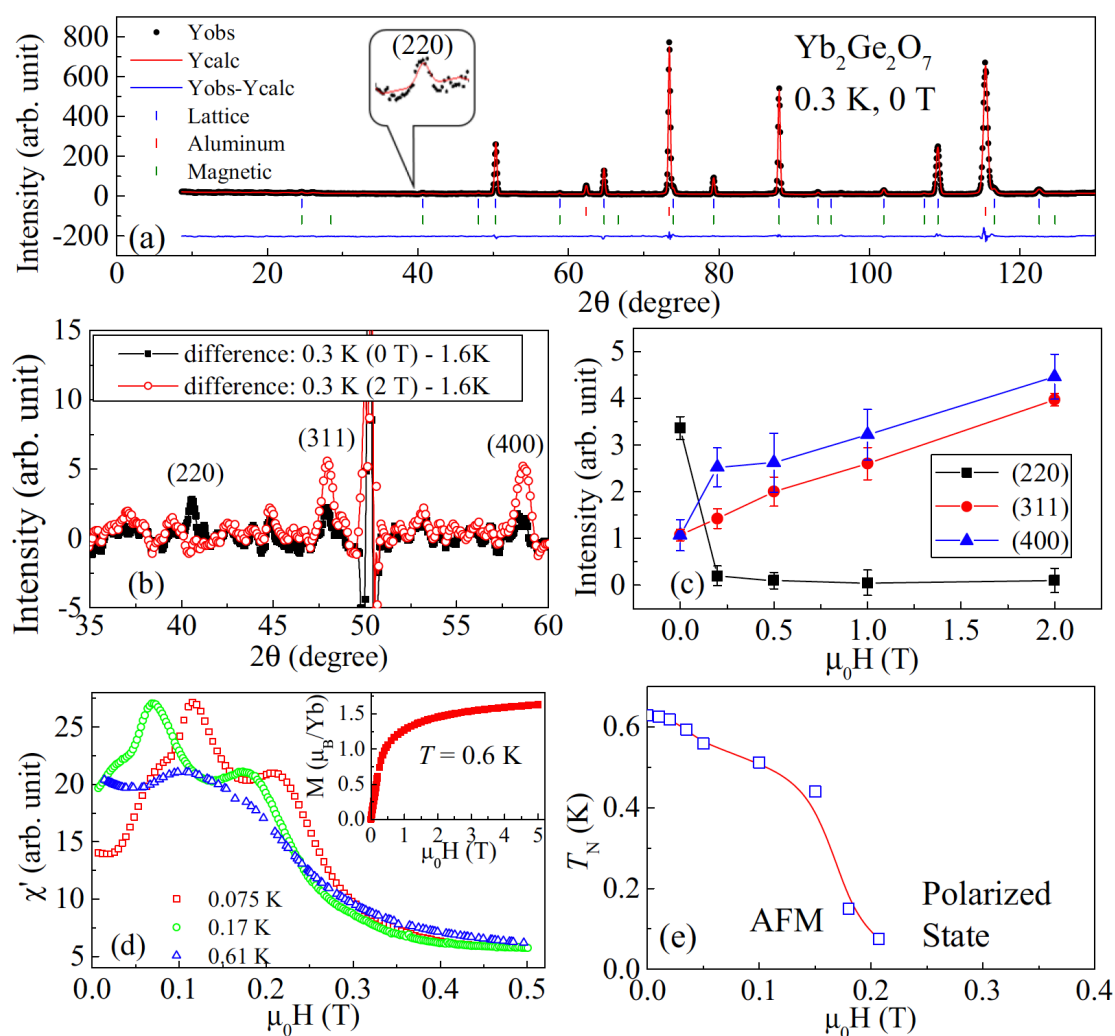 Yobs
Ycalc
Yobs-Ycalc
Lattice
Aluminum
Magnetic
(220)
Yb₂Ge₂O₇
0.3 K, 0 T
Intensity (arb. unit)
800
600
400
200
0
-200
(a)
0 20 40 60 80 100 120
2θ (degree)
difference: 0.3 K (0 T) - 1.6K
difference: 0.3 K (2 T) - 1.6K
(220)
(311)
(400)
Intensity (arb. unit)
15
10
5
0
-5
(b)
35 40 45 50 55 60
2θ (degree)
Intensity (arb. unit)
5
4
3
2
1
0
(220)
(311)
(400)
(c)
0.0 0.5 1.0 1.5 2.0
μ₀H (T)
χ' (arb. unit)
25
20
15
10
5
M (μB/Yb)
1.5
1.0
0.5
0.0
T = 0.6 K
0 1 2 3 4 5
μ₀H (T)
0.075 K
0.17 K
0.61 K
(d)
0.0 0.1 0.2 0.3 0.4 0.5
μ₀H (T)
TN (K)
0.8
0.6
0.4
0.2
0.0
AFM
Polarized
State
(e)
0.0 0.1 0.2 0.3 0.4
μ₀H (T)